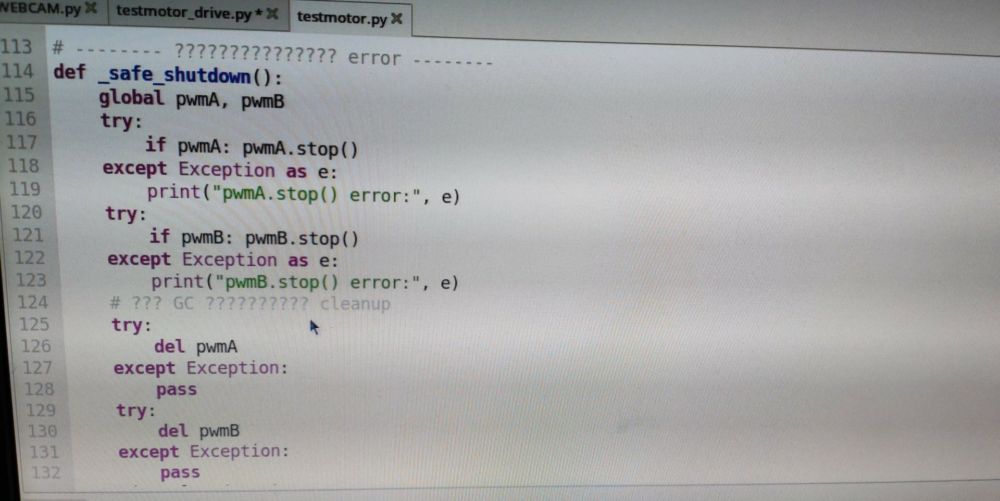 WEBCAM.py
testmotor_drive.py *
testmotor.py
113 # -------- ??????????????? error --------
114 def _safe_shutdown():
115     global pwmA, pwmB
116     try:
117         if pwmA: pwmA.stop()
118     except Exception as e:
119         print("pwmA.stop() error:", e)
120     try:
121         if pwmB: pwmB.stop()
122     except Exception as e:
123         print("pwmB.stop() error:", e)
124     # ??? GC ?????????? cleanup
125     try:
126         del pwmA
127     except Exception:
128         pass
129     try:
130         del pwmB
131     except Exception:
132         pass